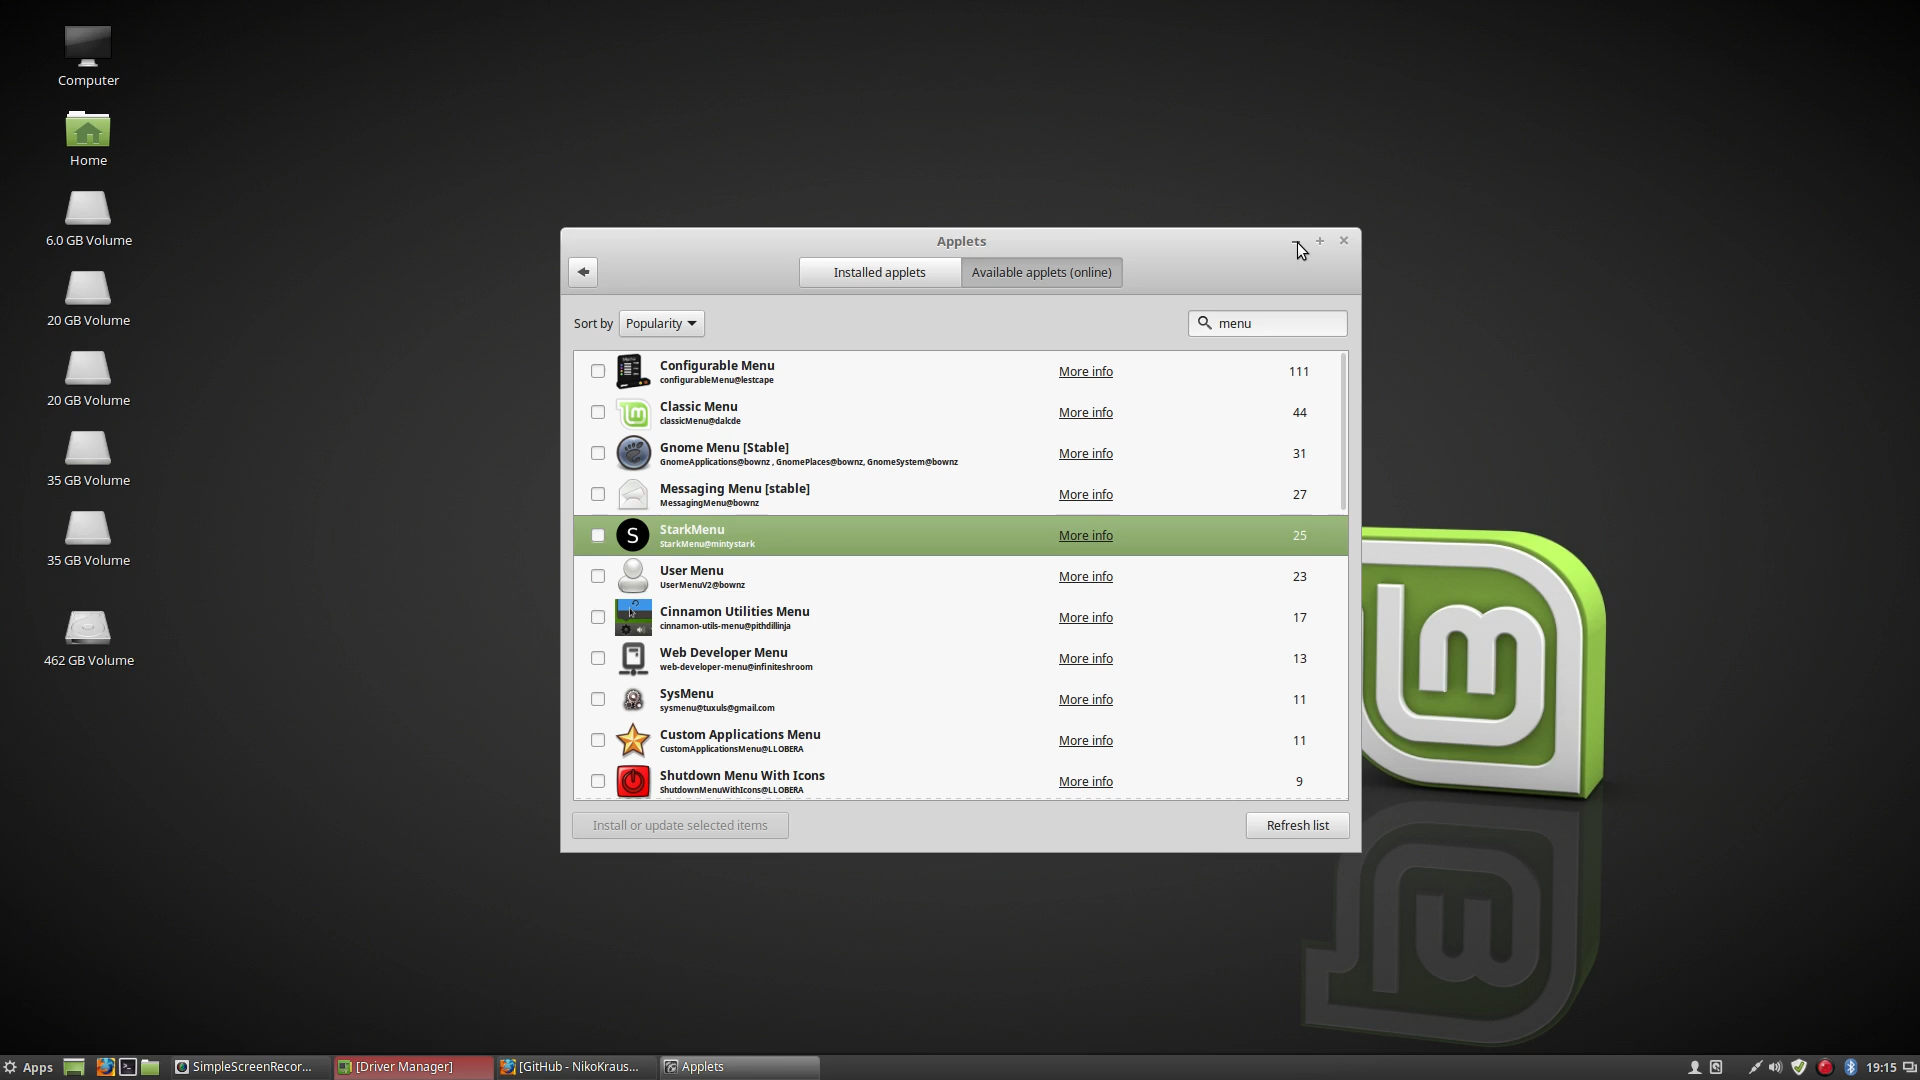 Computer
Home
6.0 GB Volume
20 GB Volume
20 GB Volume
35 GB Volume
35 GB Volume
462 GB Volume
Applets
Installed applets
Available applets (online)
Sort by
Popularity
menu
Configurable Menu
configurableMenu@lestcape
More info
111
Classic Menu
classicMenu@dalcde
More info
44
Gnome Menu [Stable]
GnomeApplications@bownz , GnomePlaces@bownz, GnomeSystem@bownz
More info
31
Messaging Menu [stable]
MessagingMenu@bownz
More info
27
S
StarkMenu
StarkMenu@mintystark
More info
25
User Menu
UserMenuV2@bownz
More info
23
Cinnamon Utilities Menu
cinnamon-utils-menu@pithdillinja
More info
17
Web Developer Menu
web-developer-menu@infiniteshroom
More info
13
SysMenu
sysmenu@tuxuls@gmail.com
More info
11
Custom Applications Menu
CustomApplicationsMenu@LLOBERA
More info
11
Shutdown Menu With Icons
ShutdownMenuWithIcons@LLOBERA
More info
9
Install or update selected items
Refresh list
Apps
SimpleScreenRecor...
[Driver Manager]
[GitHub - NikoKraus...
Applets
19:15